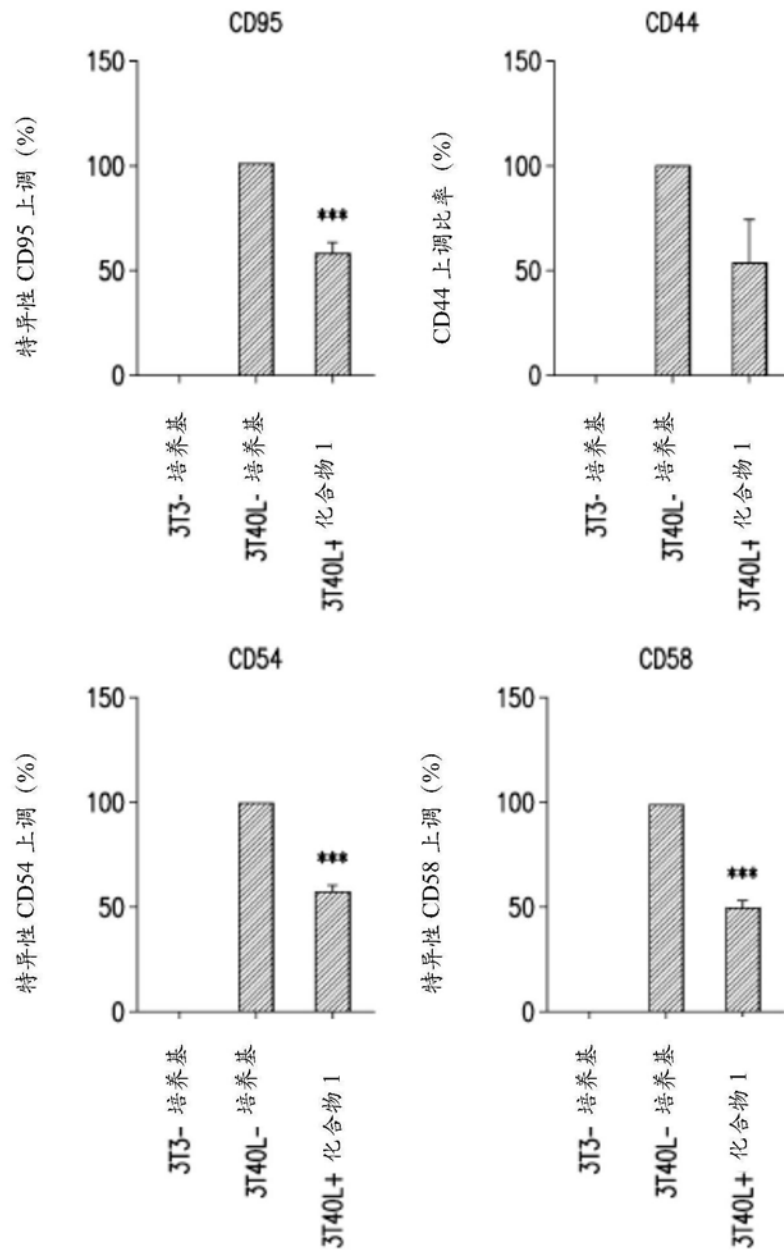 CD95
特异性 CD95 上调 (%)
150
100
50
0
***
3T3- 培养基
3T40L- 培养基
3T40L+ 化合物 1
CD44
CD44 上调比率 (%)
150
100
50
0
3T3- 培养基
3T40L- 培养基
3T40L+ 化合物 1
CD54
特异性 CD54 上调 (%)
150
100
50
0
***
3T3- 培养基
3T40L- 培养基
3T40L+ 化合物 1
CD58
特异性 CD58 上调 (%)
150
100
50
0
***
3T3- 培养基
3T40L- 培养基
3T40L+ 化合物 1